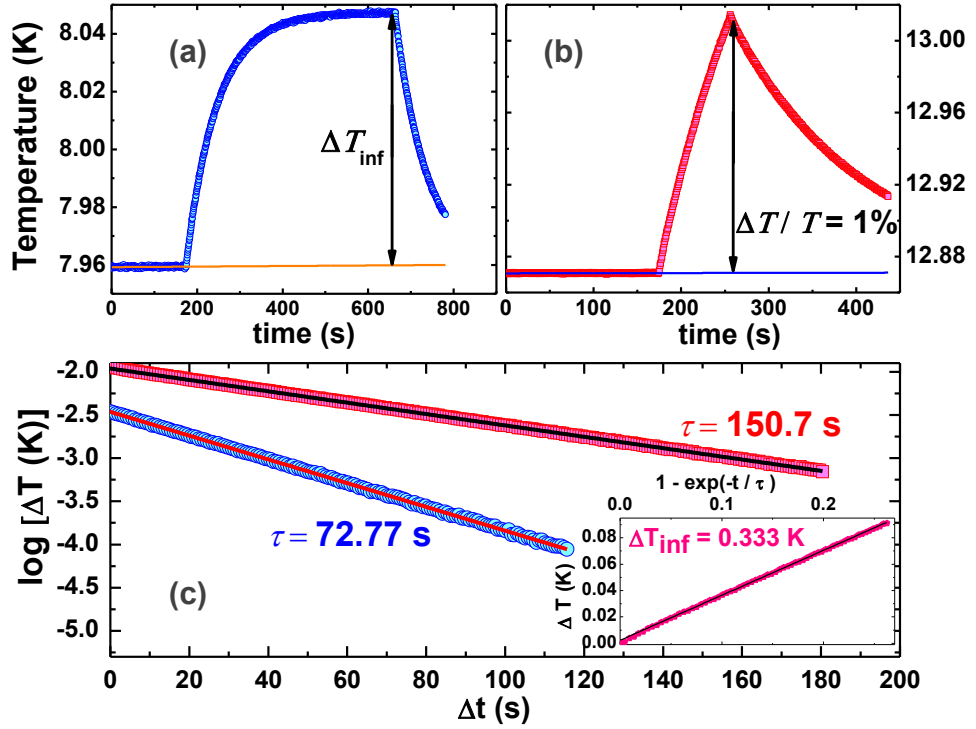 (a)
Temperature (K)
8.04
8.02
8.00
7.98
7.96
ΔT_inf
0 200 400 600 800
time (s)
(b)
13.00
12.96
12.92
12.88
ΔT/ T = 1%
0 100 200 300 400
time (s)
log [ΔT (K)]
-2.0
-2.5
-3.0
-3.5
-4.0
-4.5
-5.0
τ = 150.7 s
τ = 72.77 s
(c)
1 - exp(-t / τ)
0.0 0.1 0.2
ΔT_inf = 0.333 K
Δ T (K)
0.08
0.06
0.04
0.02
0.00
0 20 40 60 80 100 120 140 160 180 200
Δt (s)